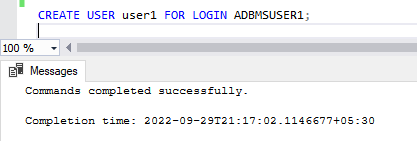 CREATE USER user1 FOR LOGIN ADBMSUSER1;
100 %
Messages
Commands completed successfully.
Completion time: 2022-09-29T21:17:02.1146677+05:30